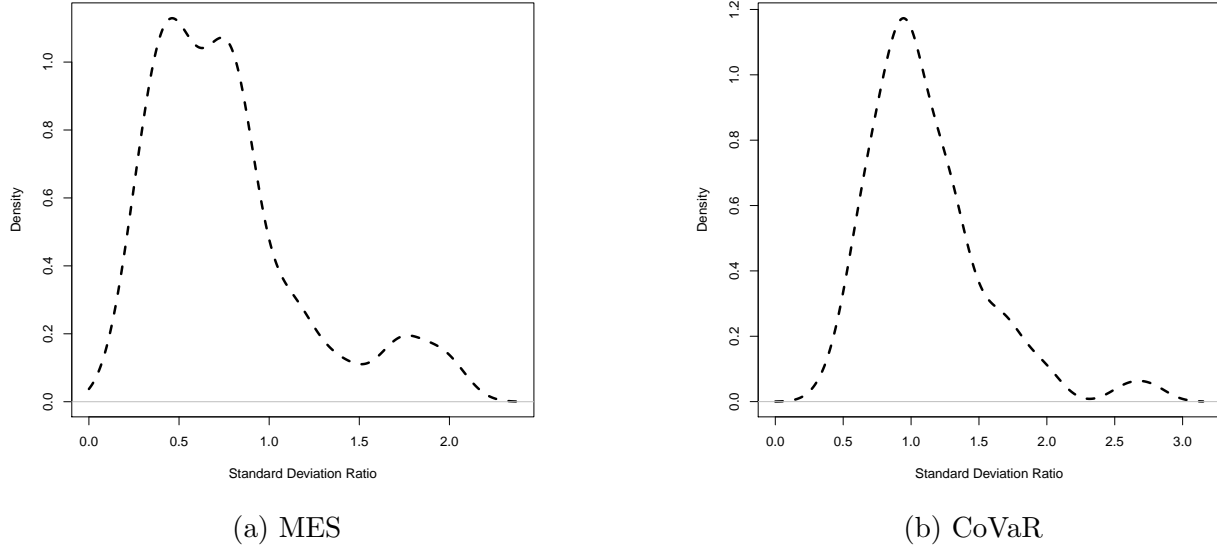 Density
0.0 0.2 0.4 0.6 0.8 1.0
0.0 0.5 1.0 1.5 2.0
Standard Deviation Ratio
(a) MES
Density
0.0 0.2 0.4 0.6 0.8 1.0 1.2
0.0 0.5 1.0 1.5 2.0 2.5 3.0
Standard Deviation Ratio
(b) CoVaR